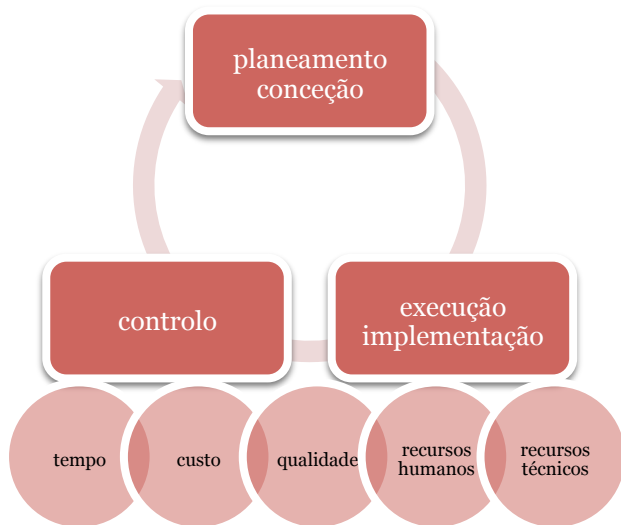 planeamento
conceção
controlo
execução
implementação
tempo
custo
qualidade
recursos
humanos
recursos
técnicos